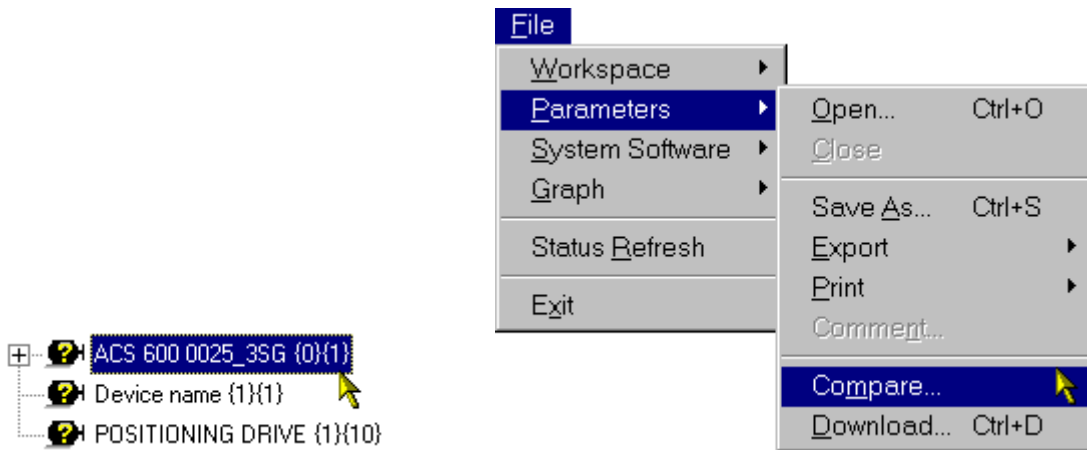 File
Workspace
Parameters
System Software
Graph
Status Refresh
Exit
Open... Ctrl+O
Close
Save As... Ctrl+S
Export
Print
Comment...
Compare...
Download... Ctrl+D
ACS 600 0025_3SG {0}{1}
Device name {1}{1}
POSITIONING DRIVE {1}{10}